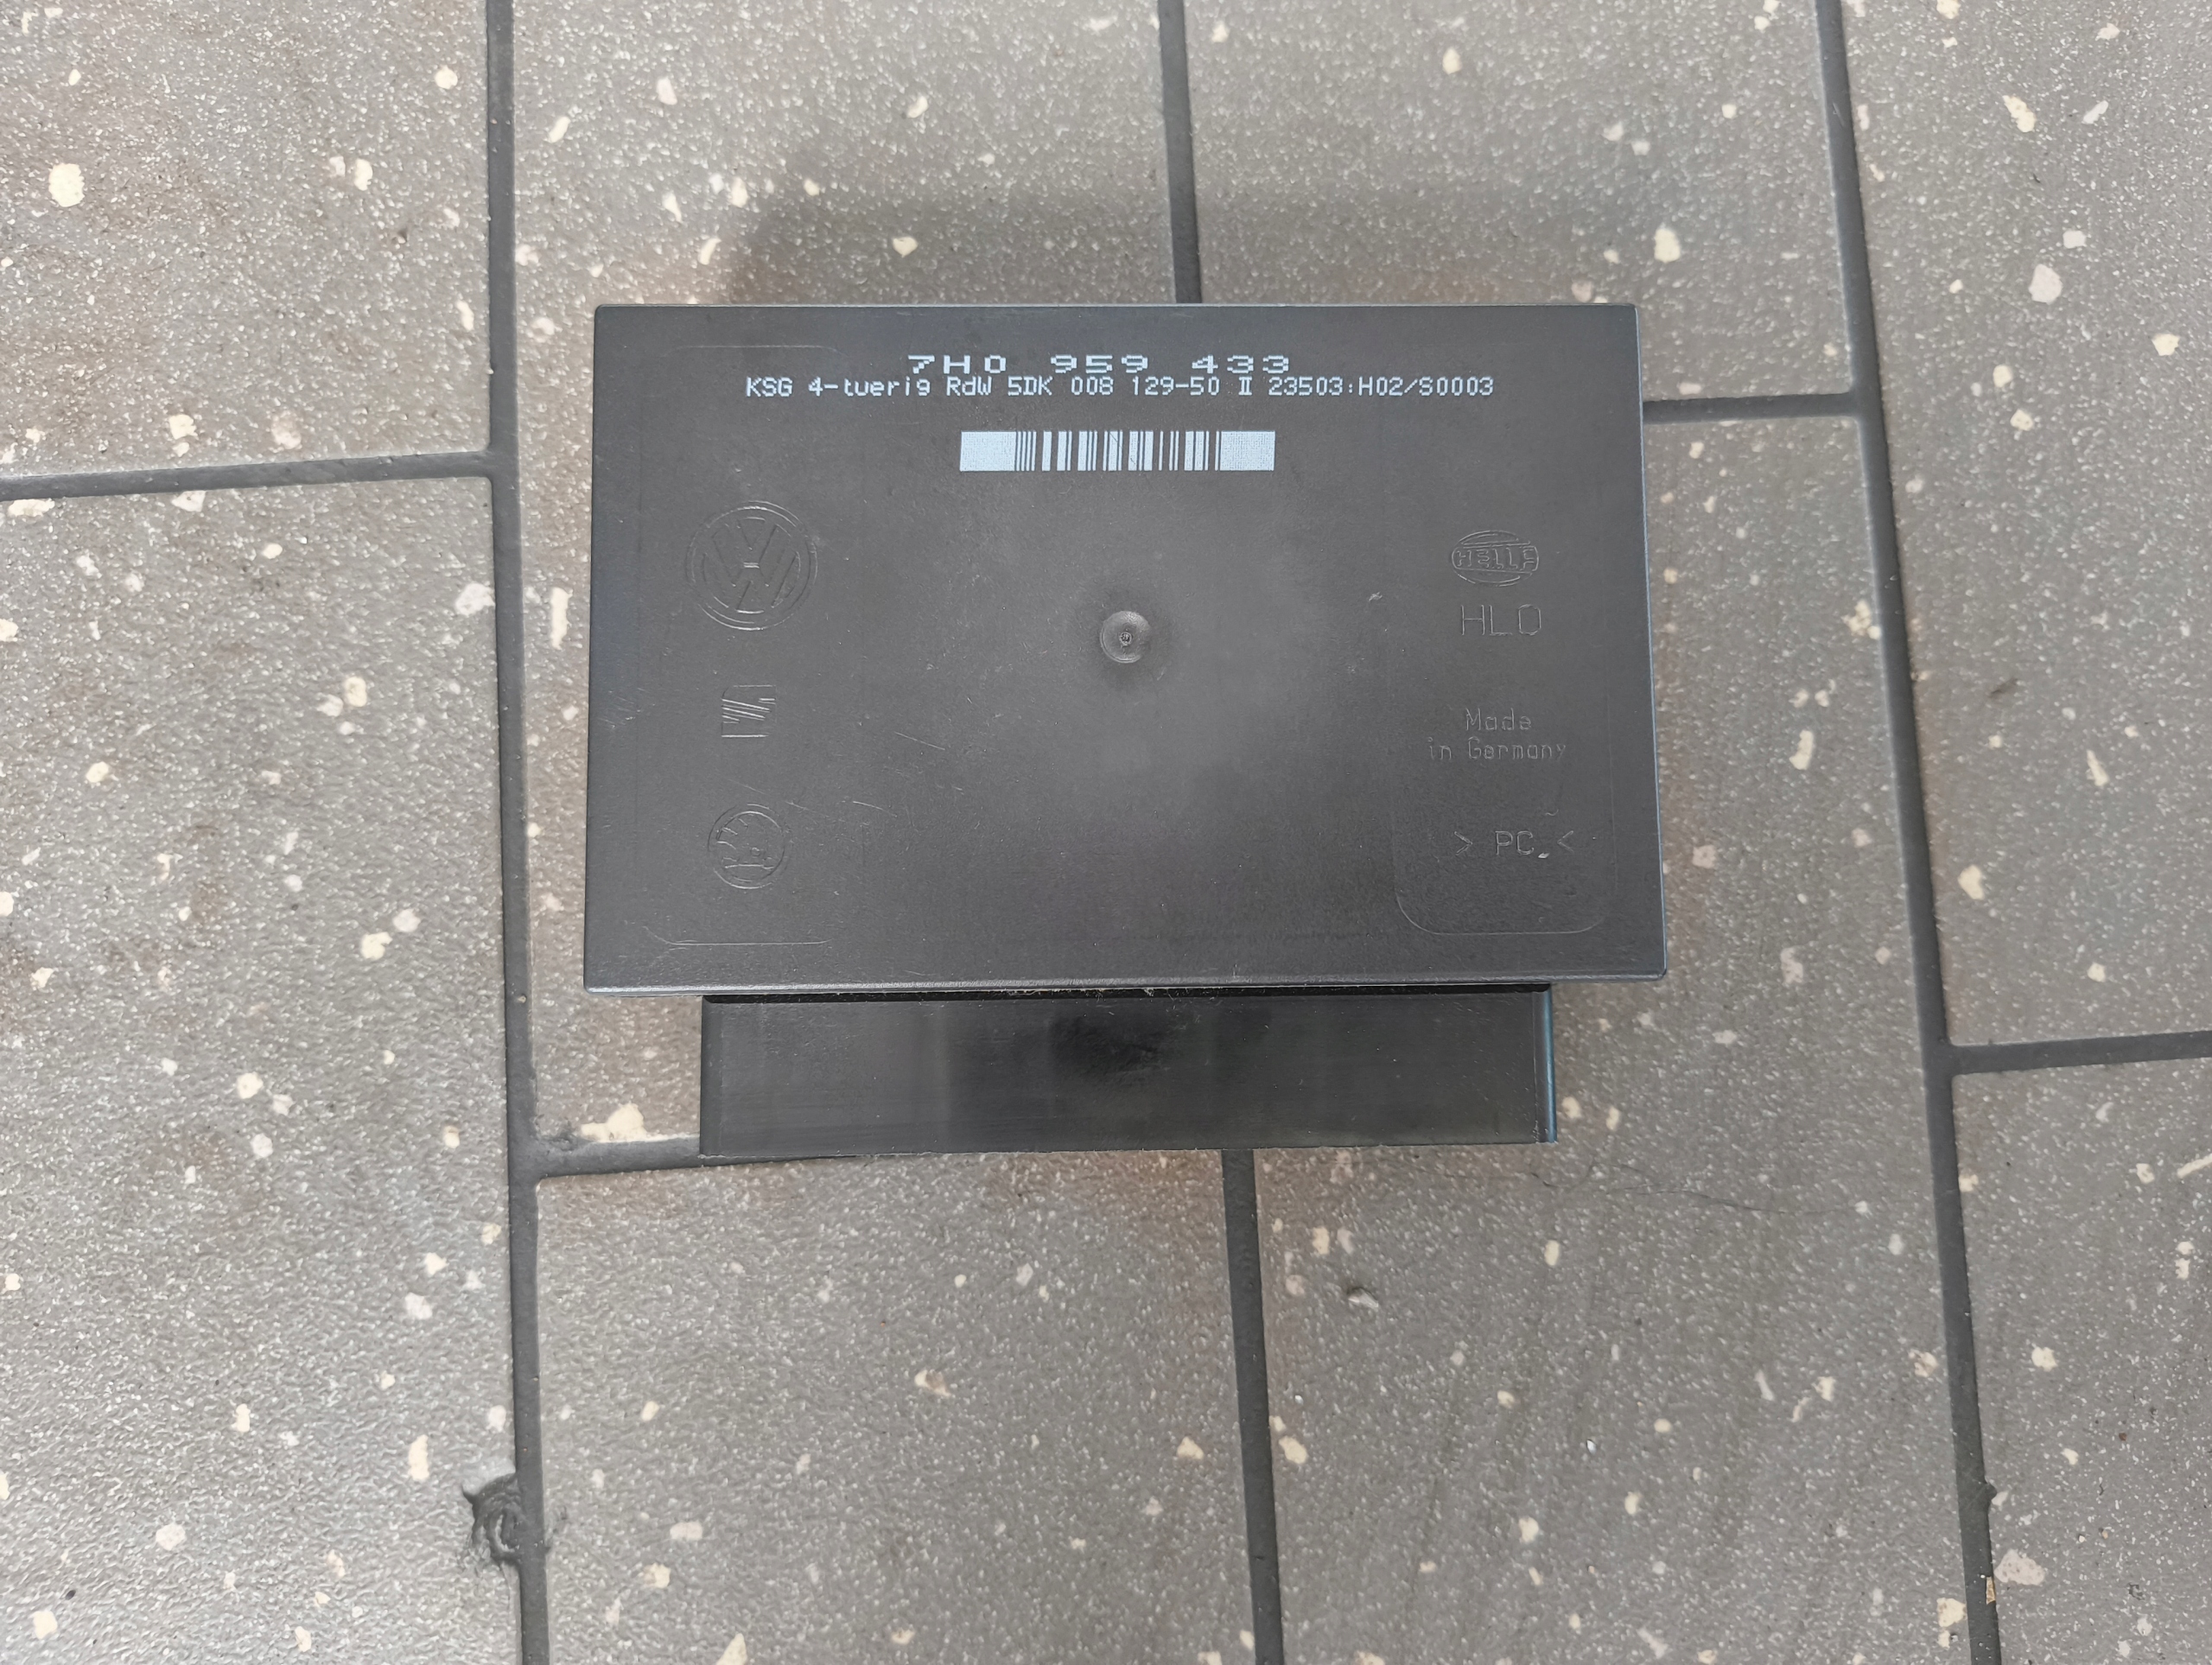 7H0 959 433
KSG 4-tuerig RdW 5DK 008 129-50 II 23503:H02/S0003
HELLA
HLO
Made
in Germany
> PC <